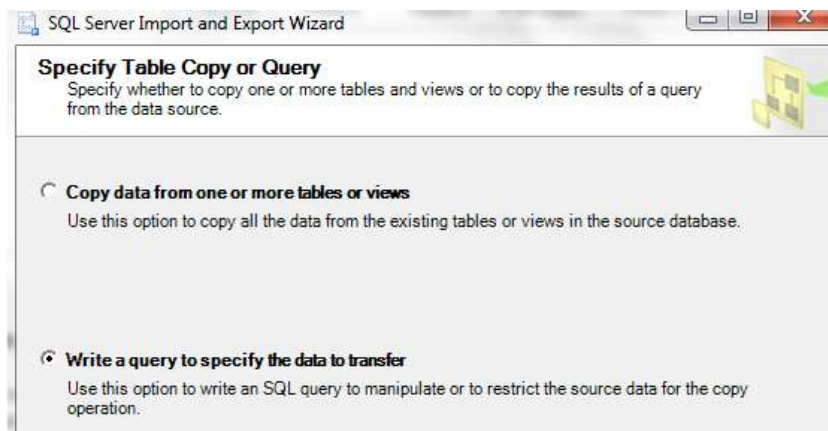 SQL Server Import and Export Wizard
Specify Table Copy or Query
Specify whether to copy one or more tables and views or to copy the results of a query
from the data source.
Copy data from one or more tables or views
Use this option to copy all the data from the existing tables or views in the source database.
Write a query to specify the data to transfer
Use this option to write an SQL query to manipulate or to restrict the source data for the copy
operation.